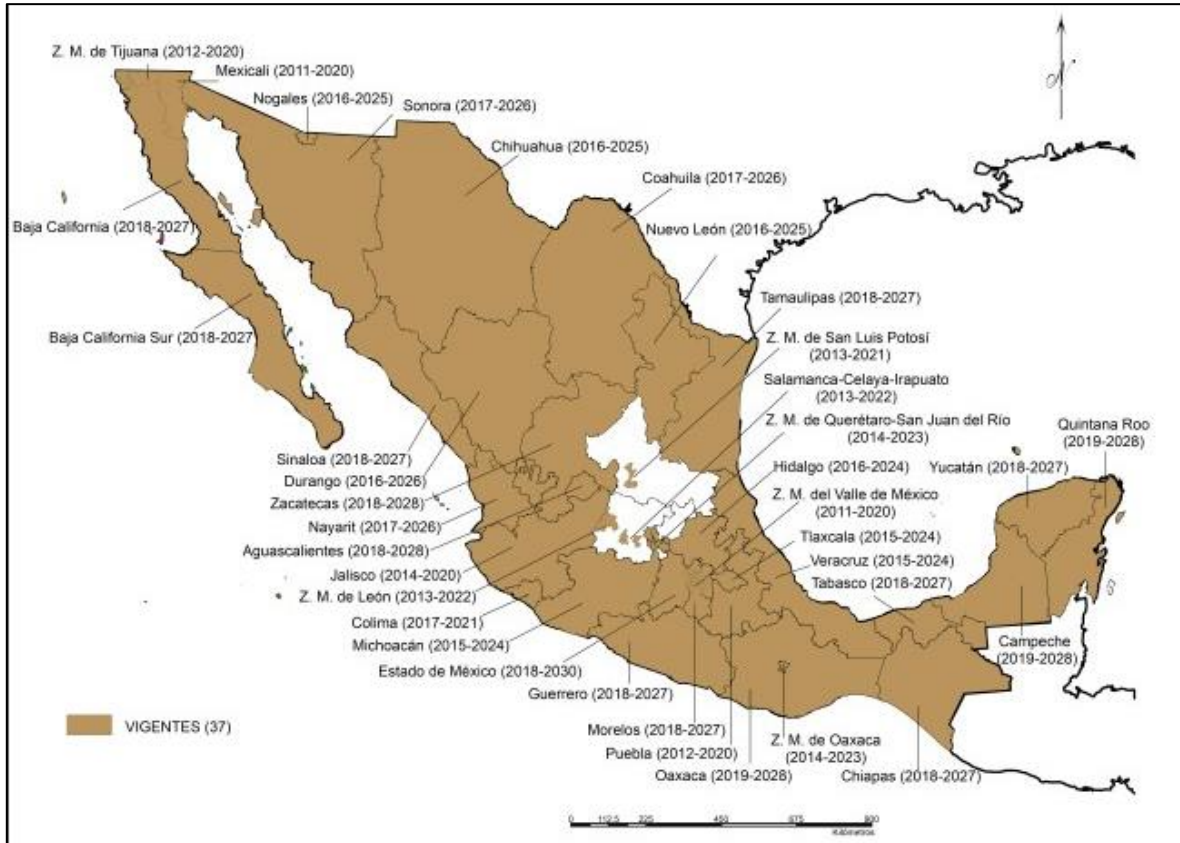 Z. M. de Tijuana (2012-2020)
Mexicali (2011-2020)
Nogales (2016-2025)
Sonora (2017-2026)
Chihuahua (2016-2025)
Coahuila (2017-2026)
Baja California (2018-2027)
Nuevo León (2016-2025)
Tamaulipas (2018-2027)
Baja California Sur (2018-2027)
Z. M. de San Luis Potosí
(2013-2021)
Salamanca-Celaya-Irapuato
(2013-2022)
Z. M. de Querétaro-San Juan del Río
(2014-2023)
Quintana Roo
(2019-2028)
Sinaloa (2018-2027)
Hidalgo (2016-2024)
Yucatán (2018-2027)
Durango (2016-2026)
Zacatecas (2018-2028)
Z. M. del Valle de México
(2011-2020)
Nayarit (2017-2026)
Tlaxcala (2015-2024)
Aguascalientes (2018-2028)
Veracruz (2015-2024)
Jalisco (2014-2020)
Tabasco (2018-2027)
Z. M. de León (2013-2022)
Colima (2017-2021)
Michoacán (2015-2024)
Campeche
(2019-2028)
Estado de México (2018-2030)
Guerrero (2018-2027)
VIGENTES (37)
Morelos (2018-2027)
Z. M. de Oaxaca
(2014-2023)
Puebla (2012-2020)
Oaxaca (2019-2028)
Chiapas (2018-2027)
0 112.5 225 450 675 900
Kilómetros
N